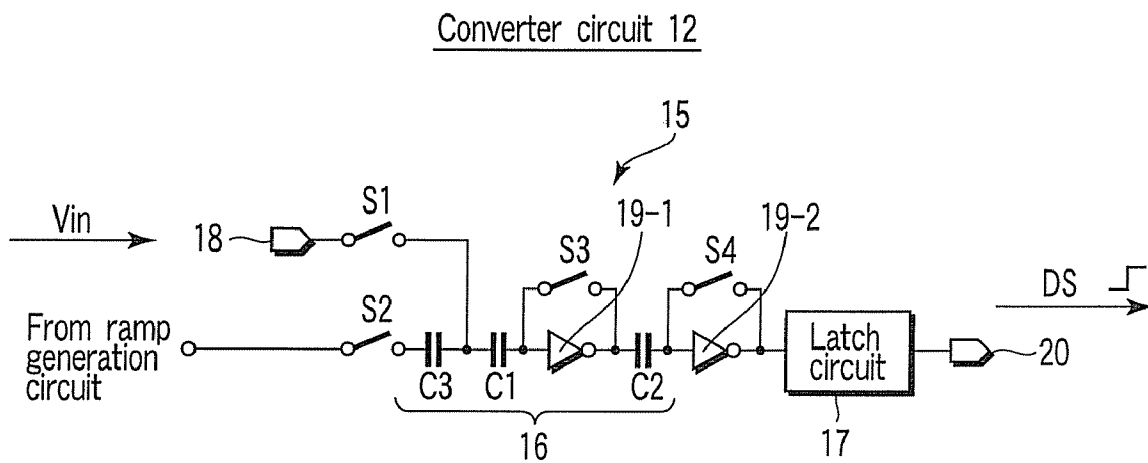 Converter circuit 12
15
Vin
18
S1
19-1
19-2
S3
S4
DS
From ramp
generation
circuit
S2
C3
C1
C2
Latch
circuit
20
16
17